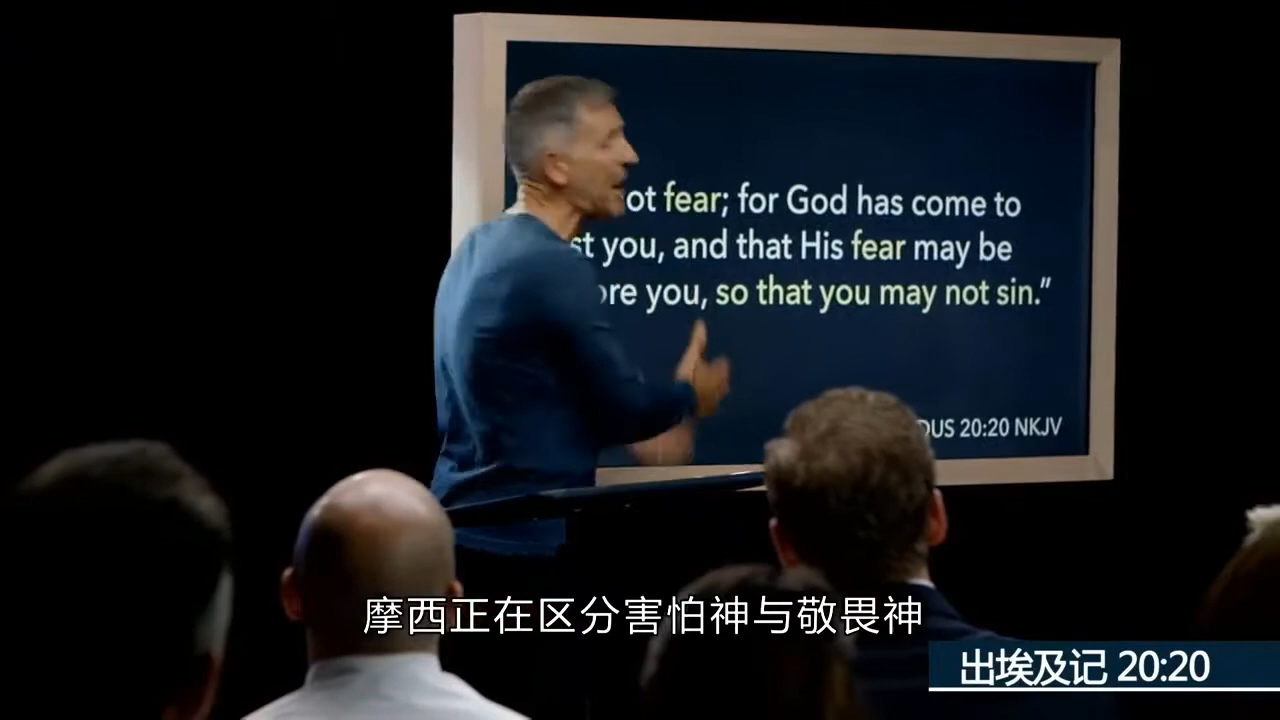 ot fear; for God has come to
st you, and that His fear may be
ore you, so that you may not sin.”
DUS 20:20 NKJV
摩西正在区分害怕神与敬畏神
出埃及记 20:20